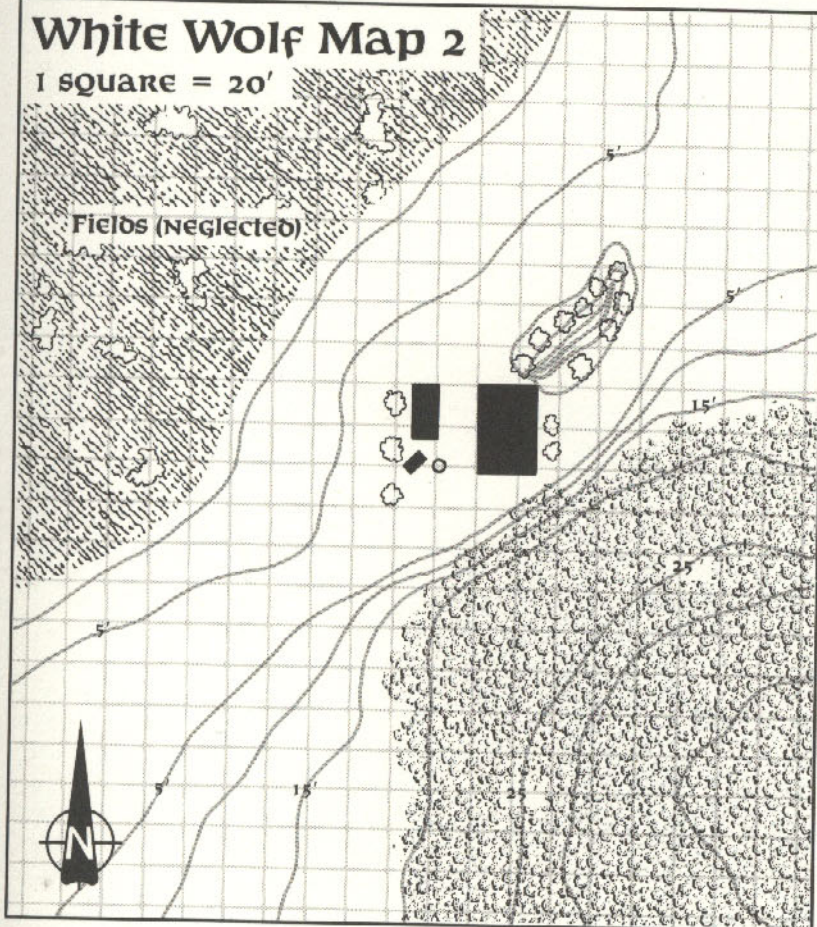 White Wolf Map 2
1 square = 20'
5'
Fields (neglected)
5'
15'
25'
5'
5'
15'
25
N